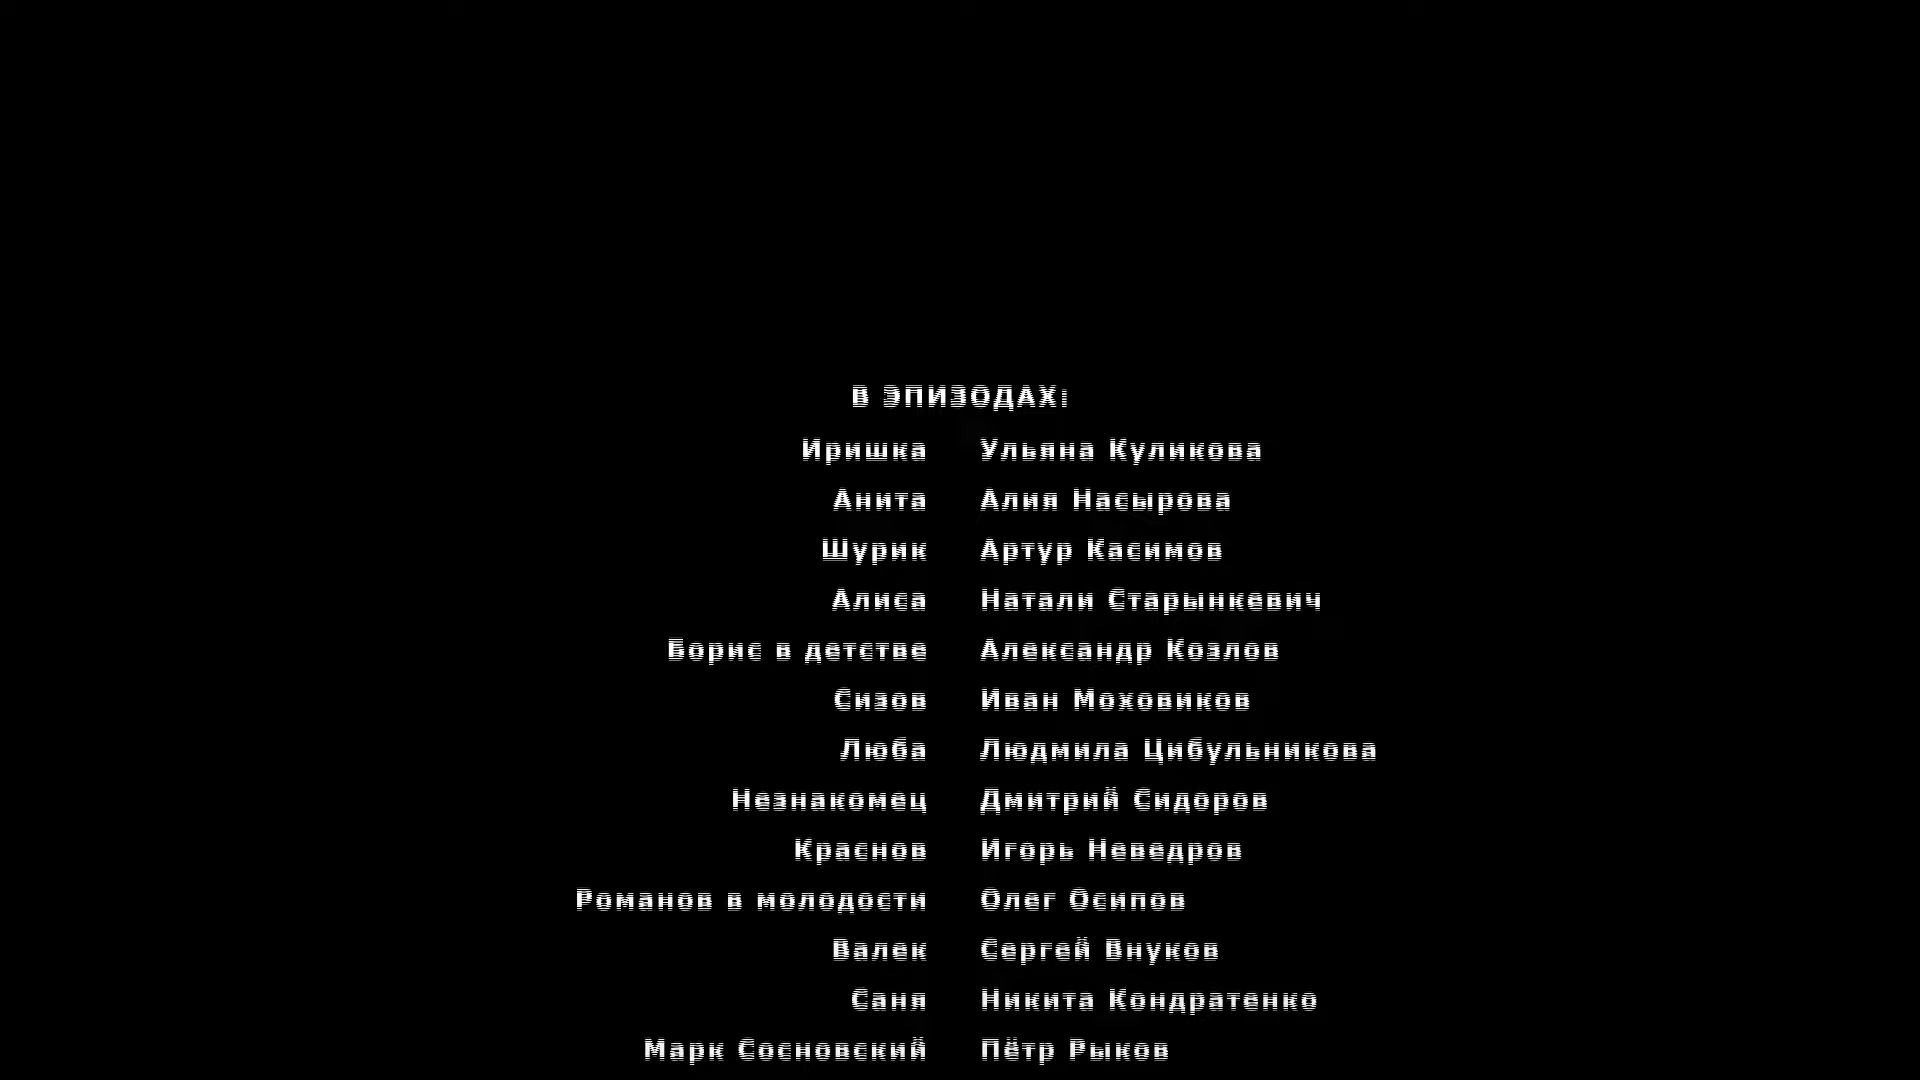 В ЭПИЗОДАХ:
Иришка Ульяна Куликова
Анита Алия Насырова
Шурик Артур Касимов
Алиса Натали Старынкевич
Борис в детстве Александр Козлов
Сизов Иван Моховиков
Люба Людмила Цибульникова
Незнакомец Дмитрий Сидоров
Краснов Игорь Неведров
Романов в молодости Олег Осипов
Валек Сергей Внуков
Саня Никита Кондратенко
Марк Сосновский Пётр Рыков